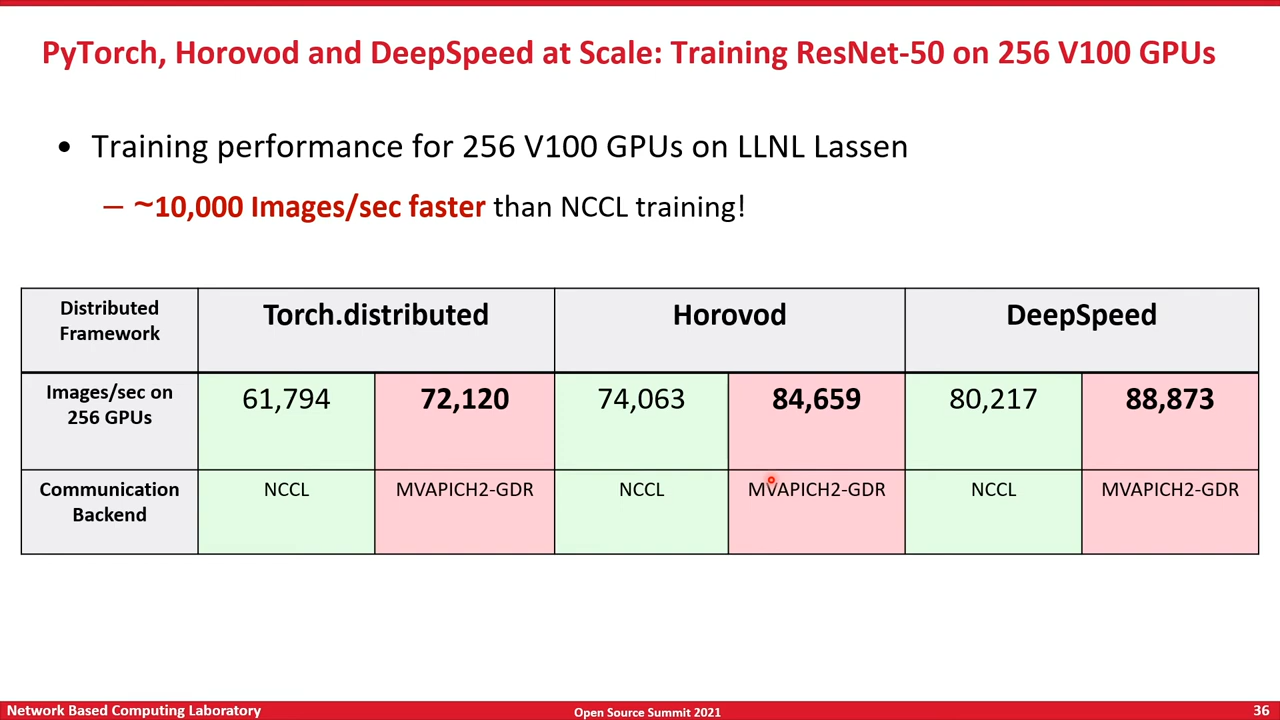 PyTorch, Horovod and DeepSpeed at Scale: Training ResNet-50 on 256 V100 GPUs
• Training performance for 256 V100 GPUs on LLNL Lassen
– ~10,000 Images/sec faster than NCCL training!
Distributed
Framework
Torch.distributed
Horovod
DeepSpeed
Images/sec on
256 GPUs
61,794
72,120
74,063
84,659
80,217
88,873
Communication
Backend
NCCL
MVAPICH2-GDR
NCCL
MVAPICH2-GDR
NCCL
MVAPICH2-GDR
Network Based Computing Laboratory
Open Source Summit 2021
36